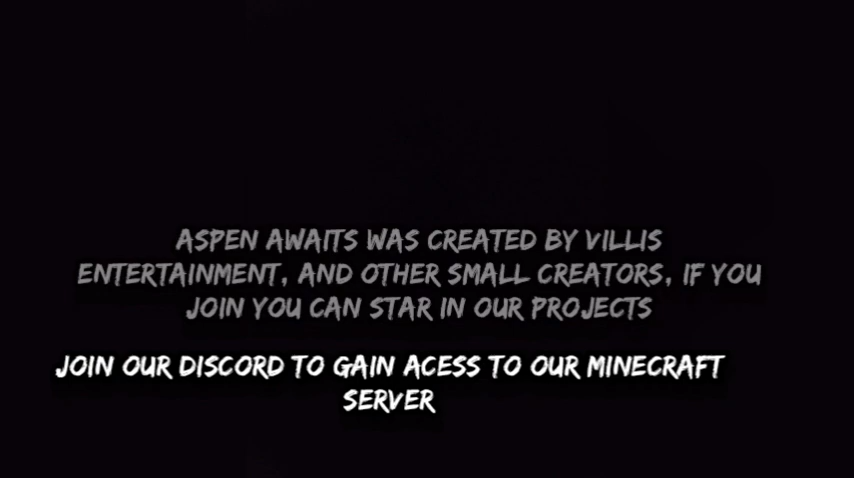 ASPEN AWAITS WAS CREATED BY VILLIS
ENTERTAINMENT, AND OTHER SMALL CREATORS, IF YOU
JOIN YOU CAN STAR IN OUR PROJECTS
JOIN OUR DISCORD TO GAIN ACESS TO OUR MINECRAFT
SERVER